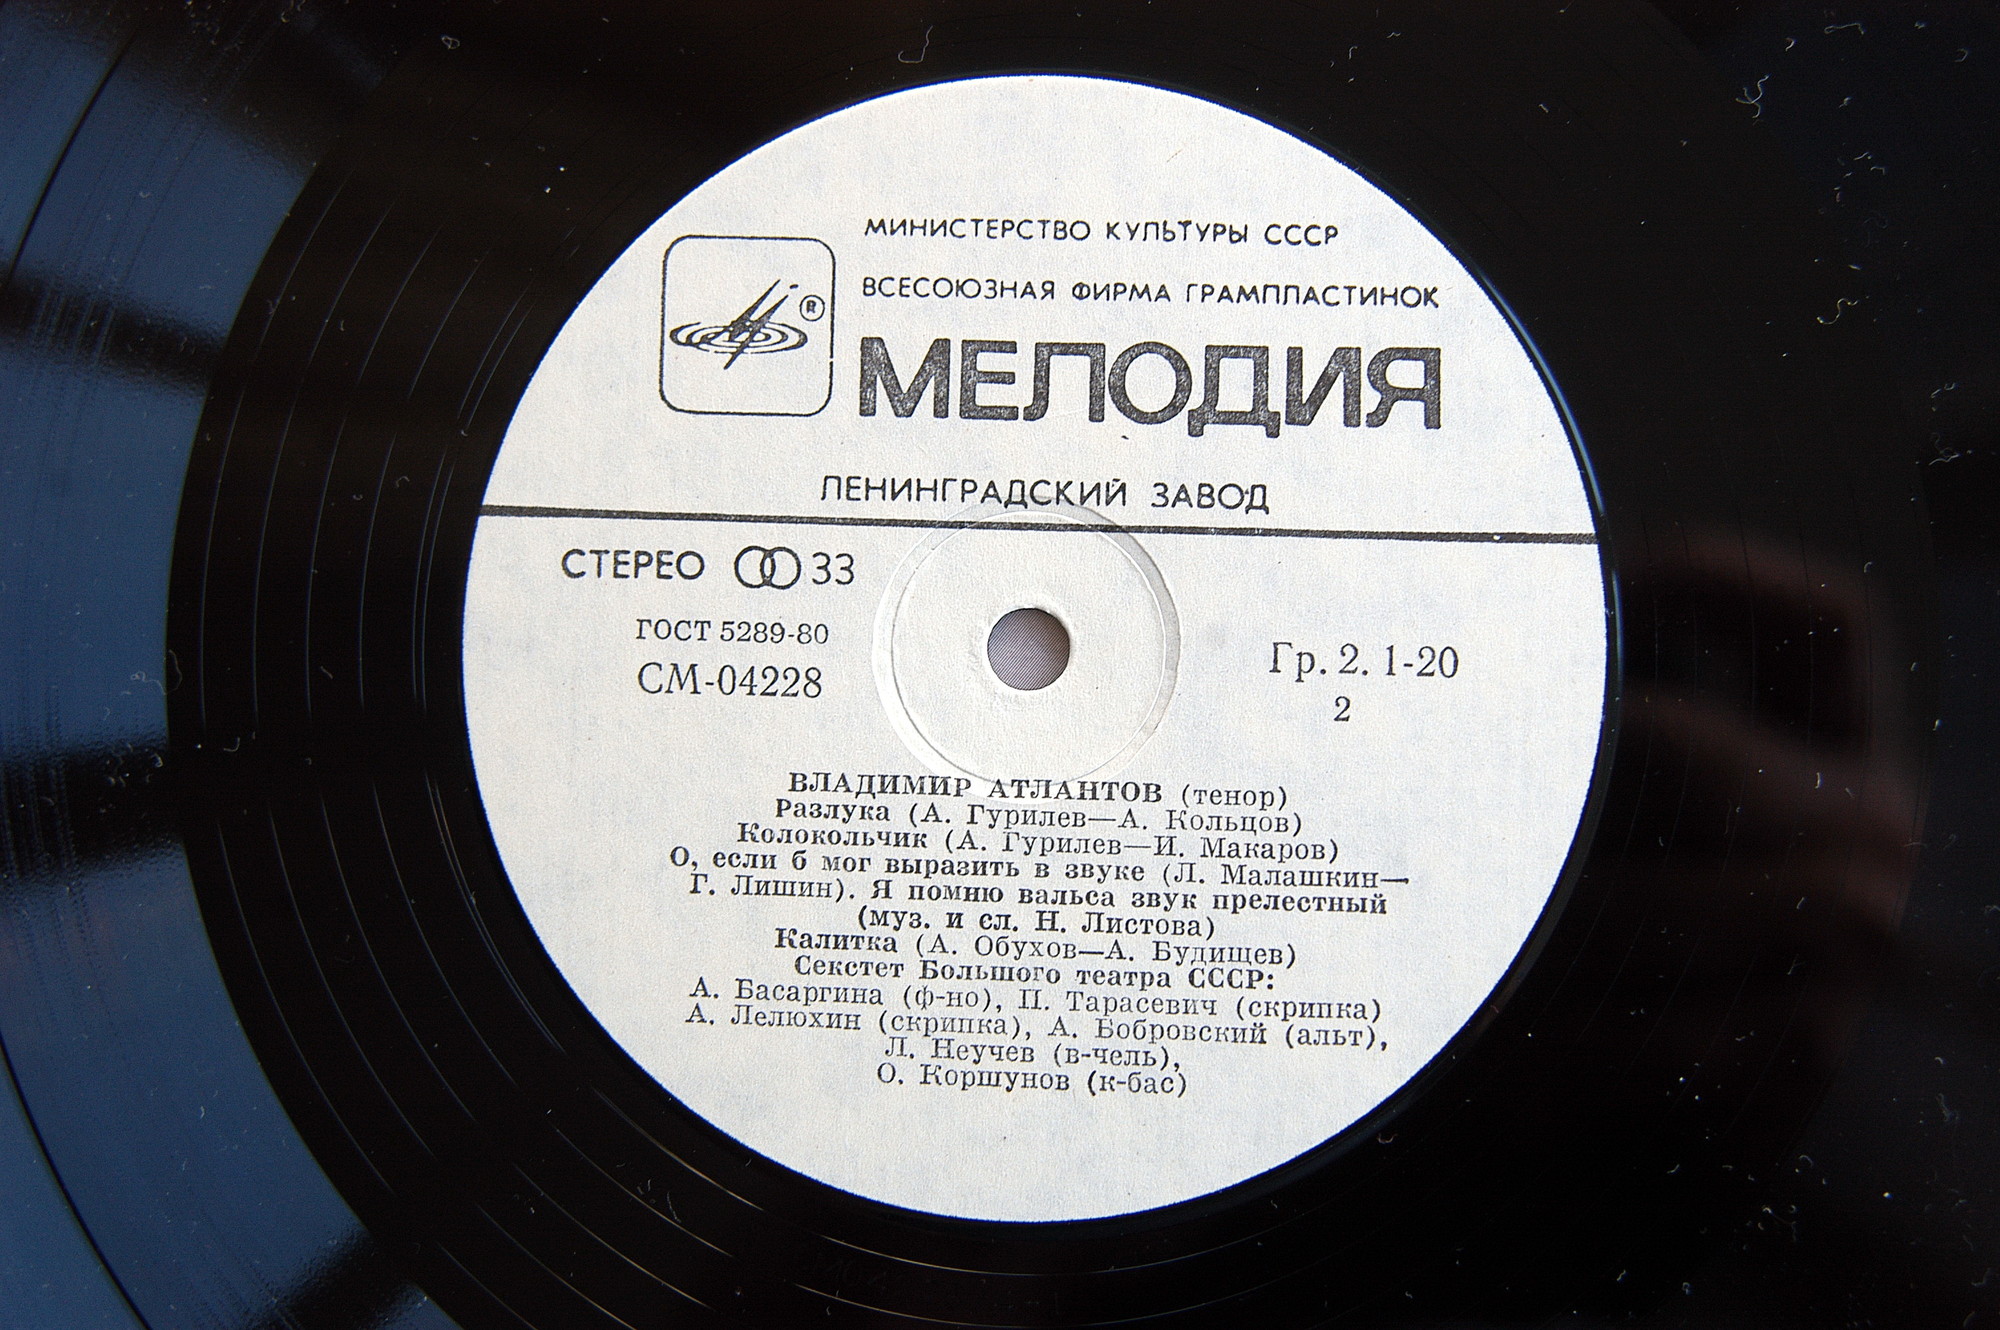 МИНИСТЕРСТВО КУЛЬТУРЫ СССР
ВСЕСОЮЗНАЯ ФИРМА ГРАМПЛАСТИНОК
®
МЕЛОДИЯ
ЛЕНИНГРАДСКИЙ ЗАВОД
СТЕРЕО 33
ГОСТ 5289-80
СМ-04228
Гр. 2. 1-20
2
ВЛАДИМИР АТЛАНТОВ (тенор)
Разлука (А. Гурилев—А. Кольцов)
Колокольчик (А. Гурилев—И. Макаров)
О, если б мог выразить в звуке (Л. Малашкин—
Г. Лишин). Я помню вальса звук прелестный
(муз. и сл. Н. Листова)
Калитка (А. Обухов—А. Будищев)
Секстет Большого театра СССР:
А. Басаргина (ф-но), П. Тарасевич (скрипка)
А. Лелюхин (скрипка), А. Бобровский (альт),
Л. Неучев (в-чель),
О. Коршунов (к-бас)